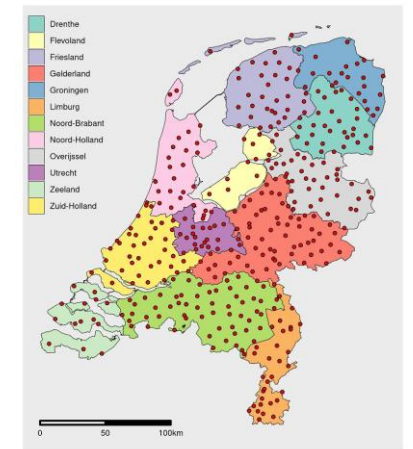 Drenthe
Flevoland
Friesland
Gelderland
Groningen
Limburg
Noord-Brabant
Noord-Holland
Overijssel
Utrecht
Zeeland
Zuid-Holland
0 50 100km